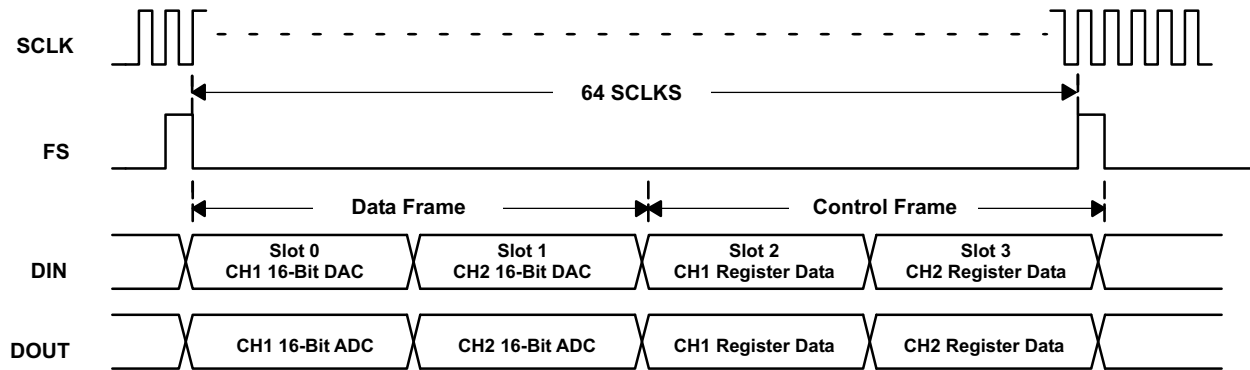 SCLK
64 SCLKS
FS
Data Frame
Control Frame
DIN
Slot 0
CH1 16-Bit DAC
Slot 1
CH2 16-Bit DAC
Slot 2
CH1 Register Data
Slot 3
CH2 Register Data
DOUT
CH1 16-Bit ADC
CH2 16-Bit ADC
CH1 Register Data
CH2 Register Data